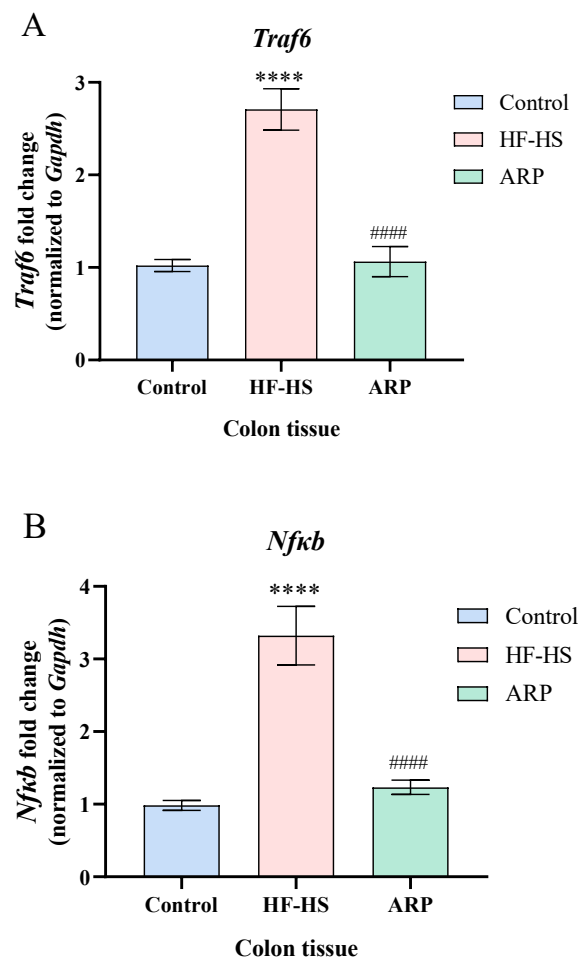 A
Traf6
Traf6 fold change
(normalized to Gapdh)
3
2
1
0
****
####
Control
HF-HS
ARP
Control HF-HS ARP
Colon tissue
B
Nfκb
Nfκb fold change
(normalized to Gapdh)
4
3
2
1
0
****
####
Control
HF-HS
ARP
Control HF-HS ARP
Colon tissue